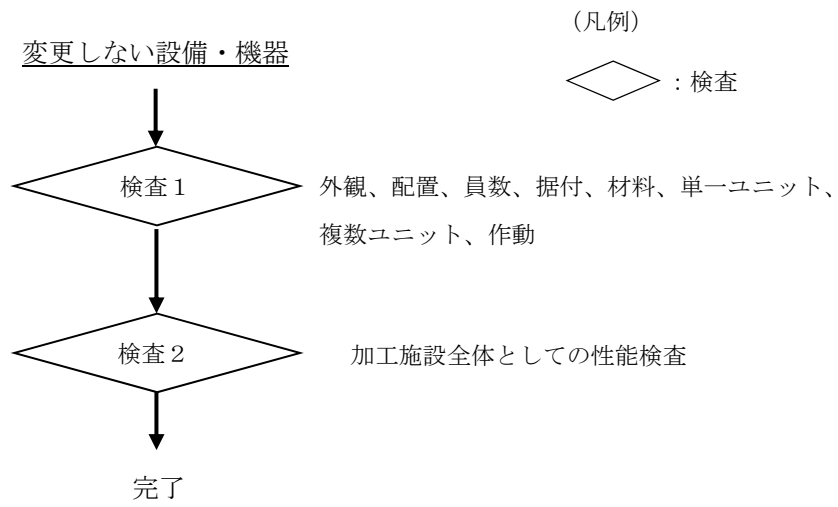 （凡例）
変更しない設備・機器
：検査
検査１
外観、配置、員数、据付、材料、単一ユニット、
複数ユニット、作動
検査２
加工施設全体としての性能検査
完了